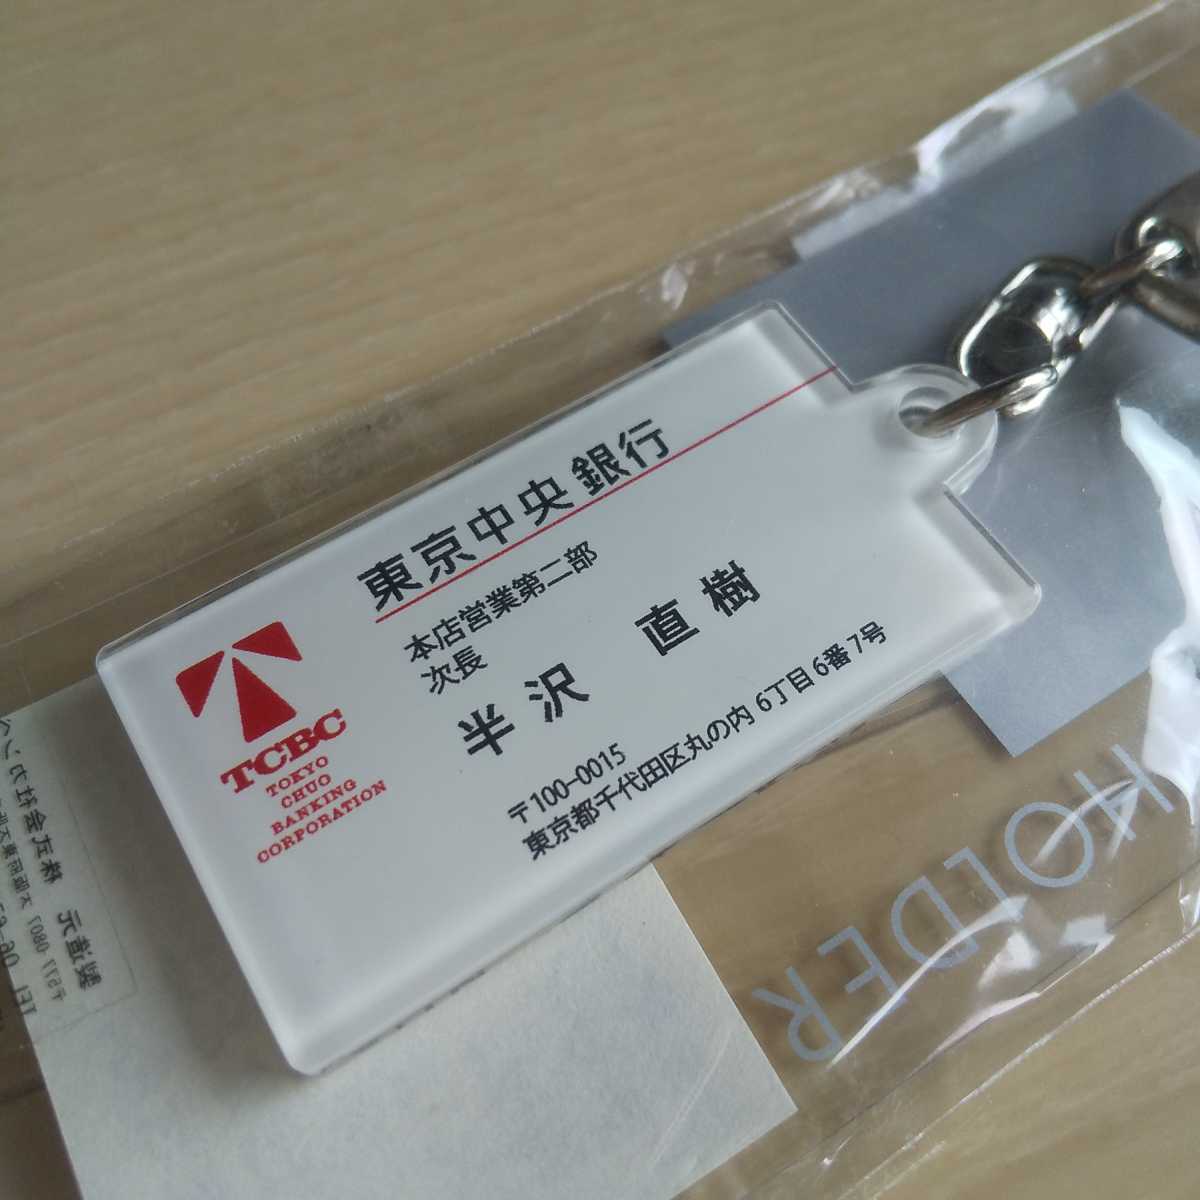 東京中央銀行
本店営業第二部
次長
半沢 直樹
〒100-0015
東京都千代田区丸の内 6丁目 6番 7号
TCBC
TOKYO
CHUO
BANKING
CORPORATION
HOLDER